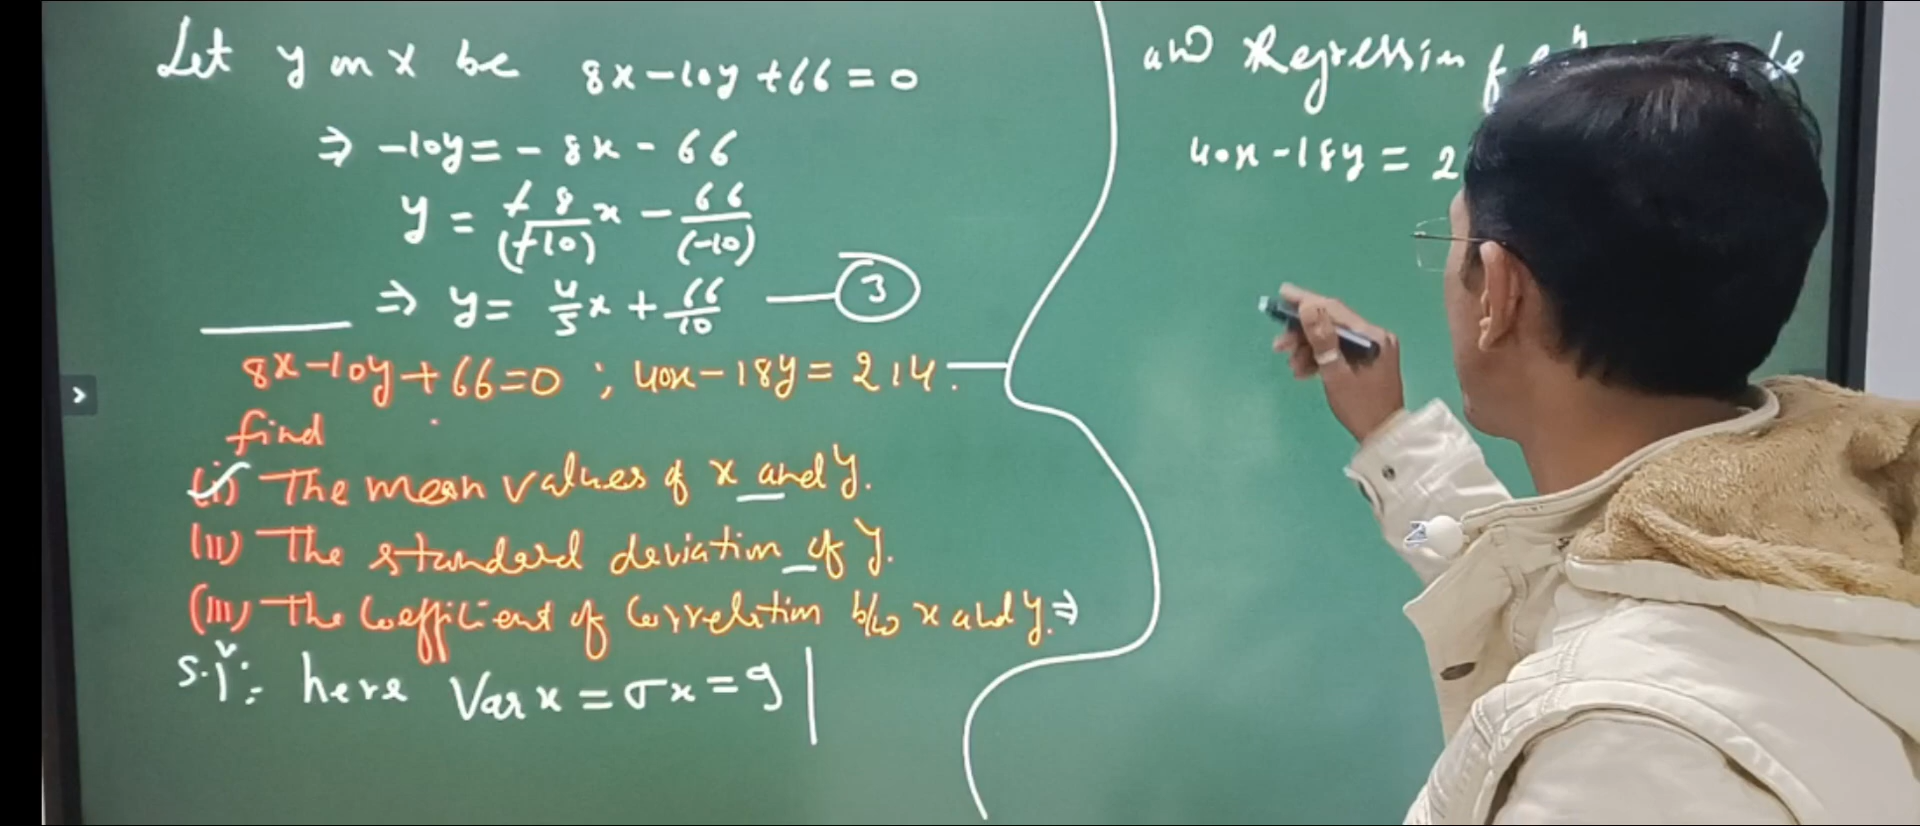 Let y on x be 8x-10y+66=0
⇒ -10y = -8x - 66
y = +8/(+10) x - 66/(-10)
⇒ y = 4/5 x + 66/10 — 3
8x-10y+66=0 ; 40x-18y=214.
find
(i) The mean values of x and y.
(ii) The standard deviation of y.
(iii) The Coefficient of Correlation b/w x and y. ⇒
Sol: here Var x = σx = 9
and Regression of
40x-18y = 2